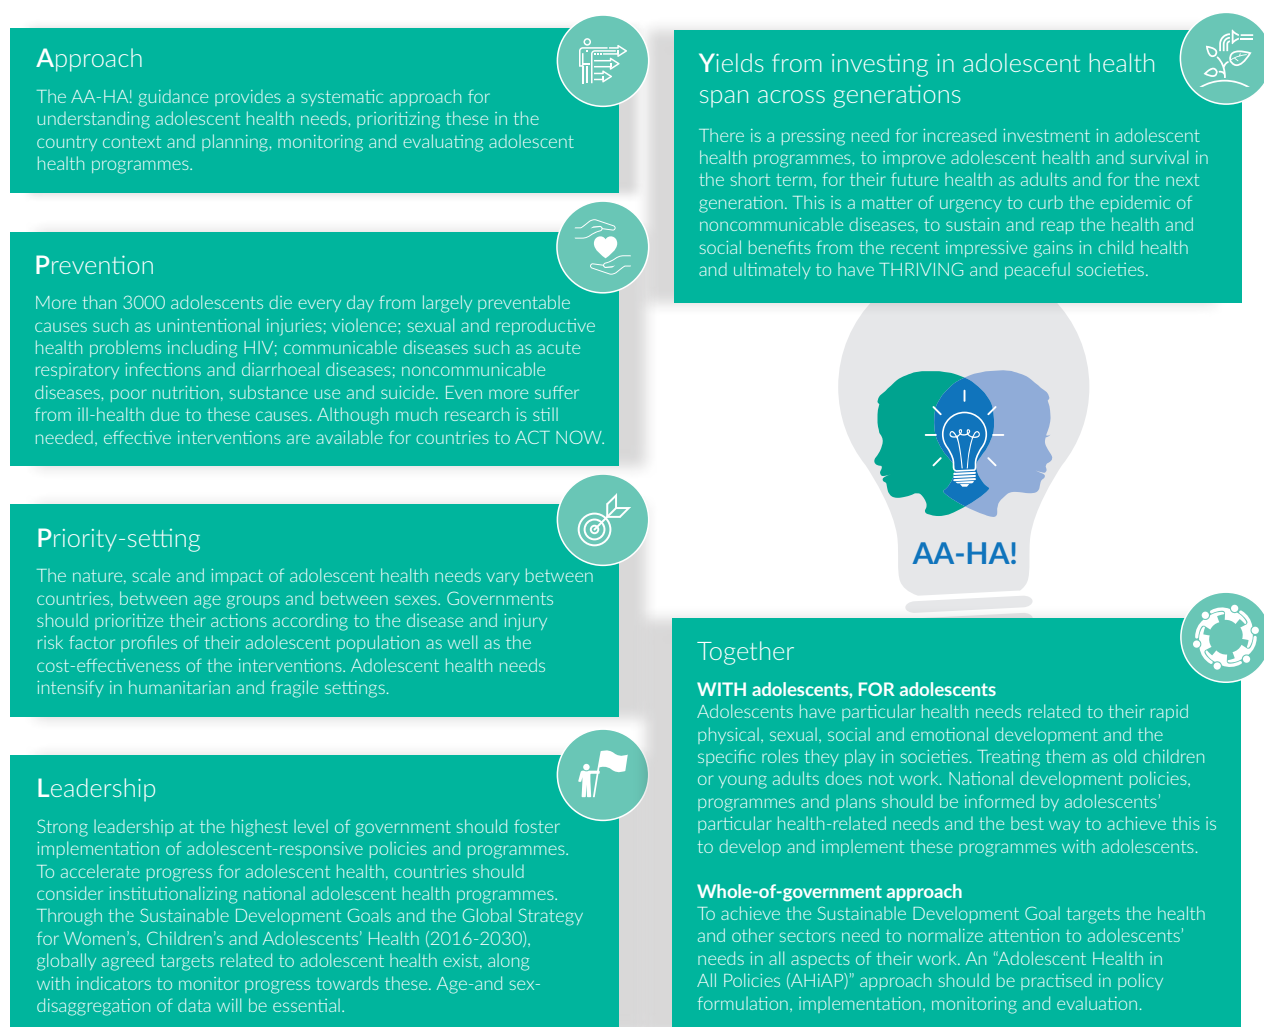 Approach
The AA-HA! guidance provides a systematic approach for
understanding adolescent health needs, prioritizing these in the
country context and planning, monitoring and evaluating adolescent
health programmes.
Prevention
More than 3000 adolescents die every day from largely preventable
causes such as unintentional injuries; violence; sexual and reproductive
health problems including HIV; communicable diseases such as acute
respiratory infections and diarrhoeal diseases; noncommunicable
diseases, poor nutrition, substance use and suicide. Even more suffer
from ill-health due to these causes. Although much research is still
needed, effective interventions are available for countries to ACT NOW.
Priority-setting
The nature, scale and impact of adolescent health needs vary between
countries, between age groups and between sexes. Governments
should prioritize their actions according to the disease and injury
risk factor profiles of their adolescent population as well as the
cost-effectiveness of the interventions. Adolescent health needs
intensify in humanitarian and fragile settings.
Leadership
Strong leadership at the highest level of government should foster
implementation of adolescent-responsive policies and programmes.
To accelerate progress for adolescent health, countries should
consider institutionalizing national adolescent health programmes.
Through the Sustainable Development Goals and the Global Strategy
for Women's, Children's and Adolescents' Health (2016-2030),
globally agreed targets related to adolescent health exist, along
with indicators to monitor progress towards these. Age-and sex-
disaggregation of data will be essential.
Yields from investing in adolescent health
span across generations
There is a pressing need for increased investment in adolescent
health programmes, to improve adolescent health and survival in
the short term, for their future health as adults and for the next
generation. This is a matter of urgency to curb the epidemic of
noncommunicable diseases, to sustain and reap the health and
social benefits from the recent impressive gains in child health
and ultimately to have THRIVING and peaceful societies.
AA-HA!
Together
WITH adolescents, FOR adolescents
Adolescents have particular health needs related to their rapid
physical, sexual, social and emotional development and the
specific roles they play in societies. Treating them as old children
or young adults does not work. National development policies,
programmes and plans should be informed by adolescents'
particular health-related needs and the best way to achieve this is
to develop and implement these programmes with adolescents.
Whole-of-government approach
To achieve the Sustainable Development Goal targets the health
and other sectors need to normalize attention to adolescents'
needs in all aspects of their work. An “Adolescent Health in
All Policies (AHiAP)” approach should be practised in policy
formulation, implementation, monitoring and evaluation.